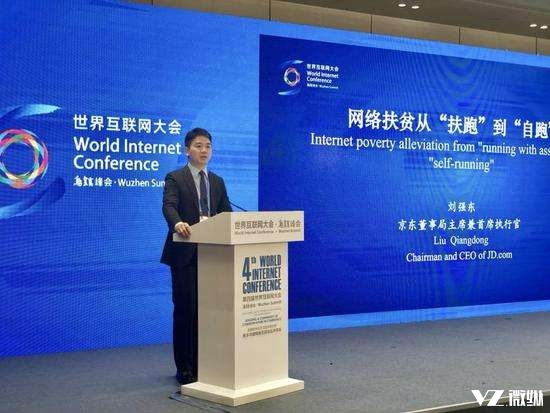 世界互联网大会
World Internet
Conference
乌镇峰会·Wuzhen Summit
世界互联网大会
World Internet
Conference
乌镇峰会·Wuzhen Summit
网络扶贫从“扶跑”到“自跑”
Internet poverty alleviation from "running with ass
"self-running"
刘强东
京东董事局主席兼首席执行官
Liu Qiangdong
Chairman and CEO of JD.com
世界互联网大会·乌镇峰会
World Internet Conference · Wuzhen Summit
4th WORLD
INTERNET
CONFERENCE
第四届世界互联网大会
VZ微纵